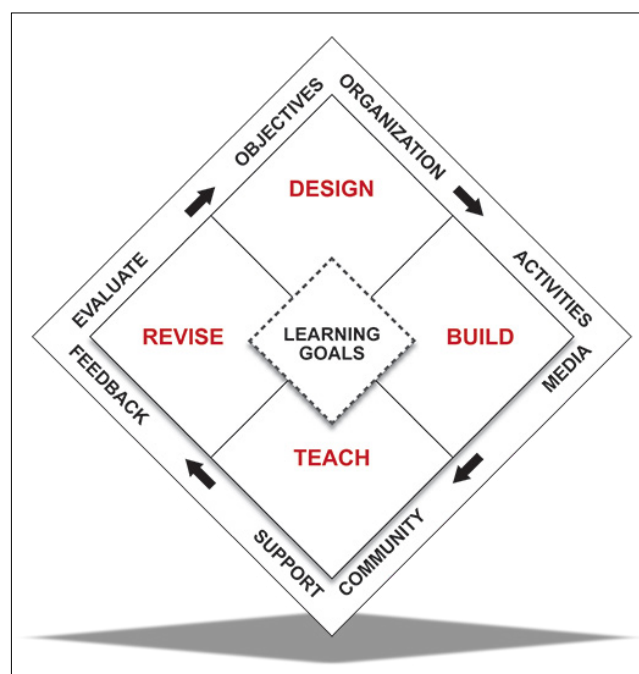 OBJECTIVES
ORGANIZATION
DESIGN
EVALUATE
ACTIVITIES
REVISE
LEARNING
GOALS
BUILD
FEEDBACK
MEDIA
TEACH
SUPPORT
COMMUNITY